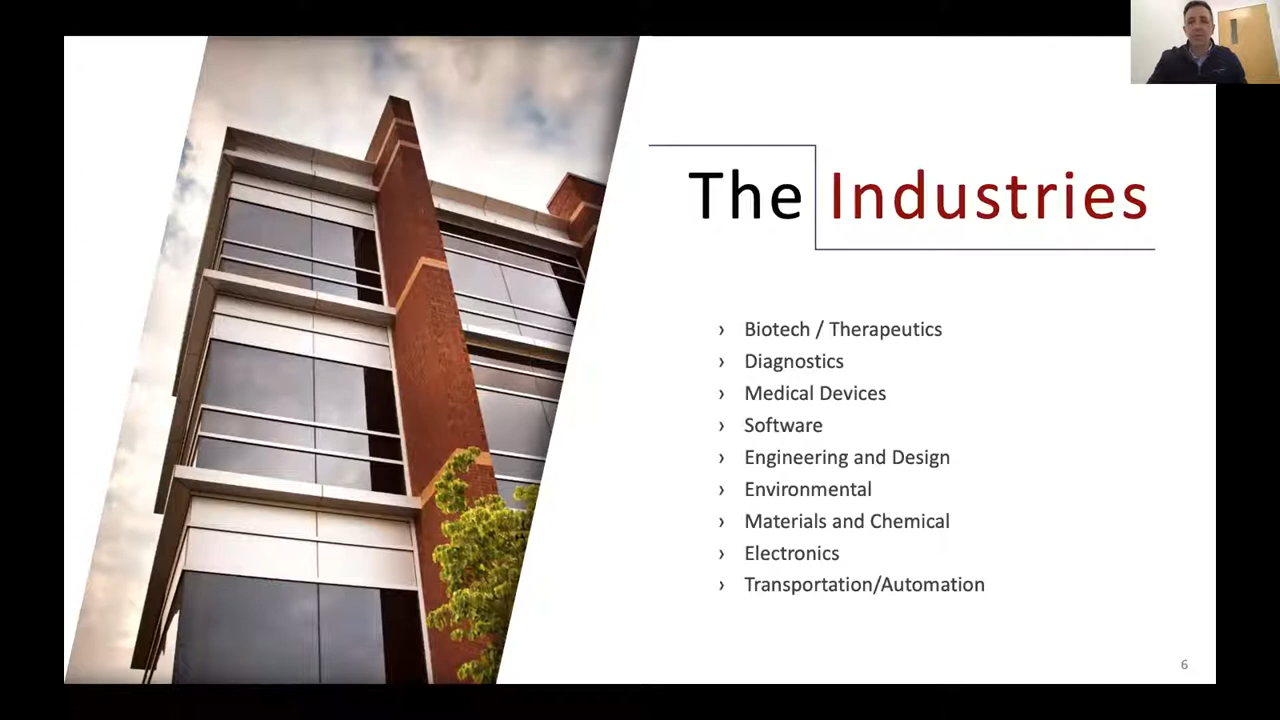 The Industries
› Biotech / Therapeutics
› Diagnostics
› Medical Devices
› Software
› Engineering and Design
› Environmental
› Materials and Chemical
› Electronics
› Transportation/Automation
6